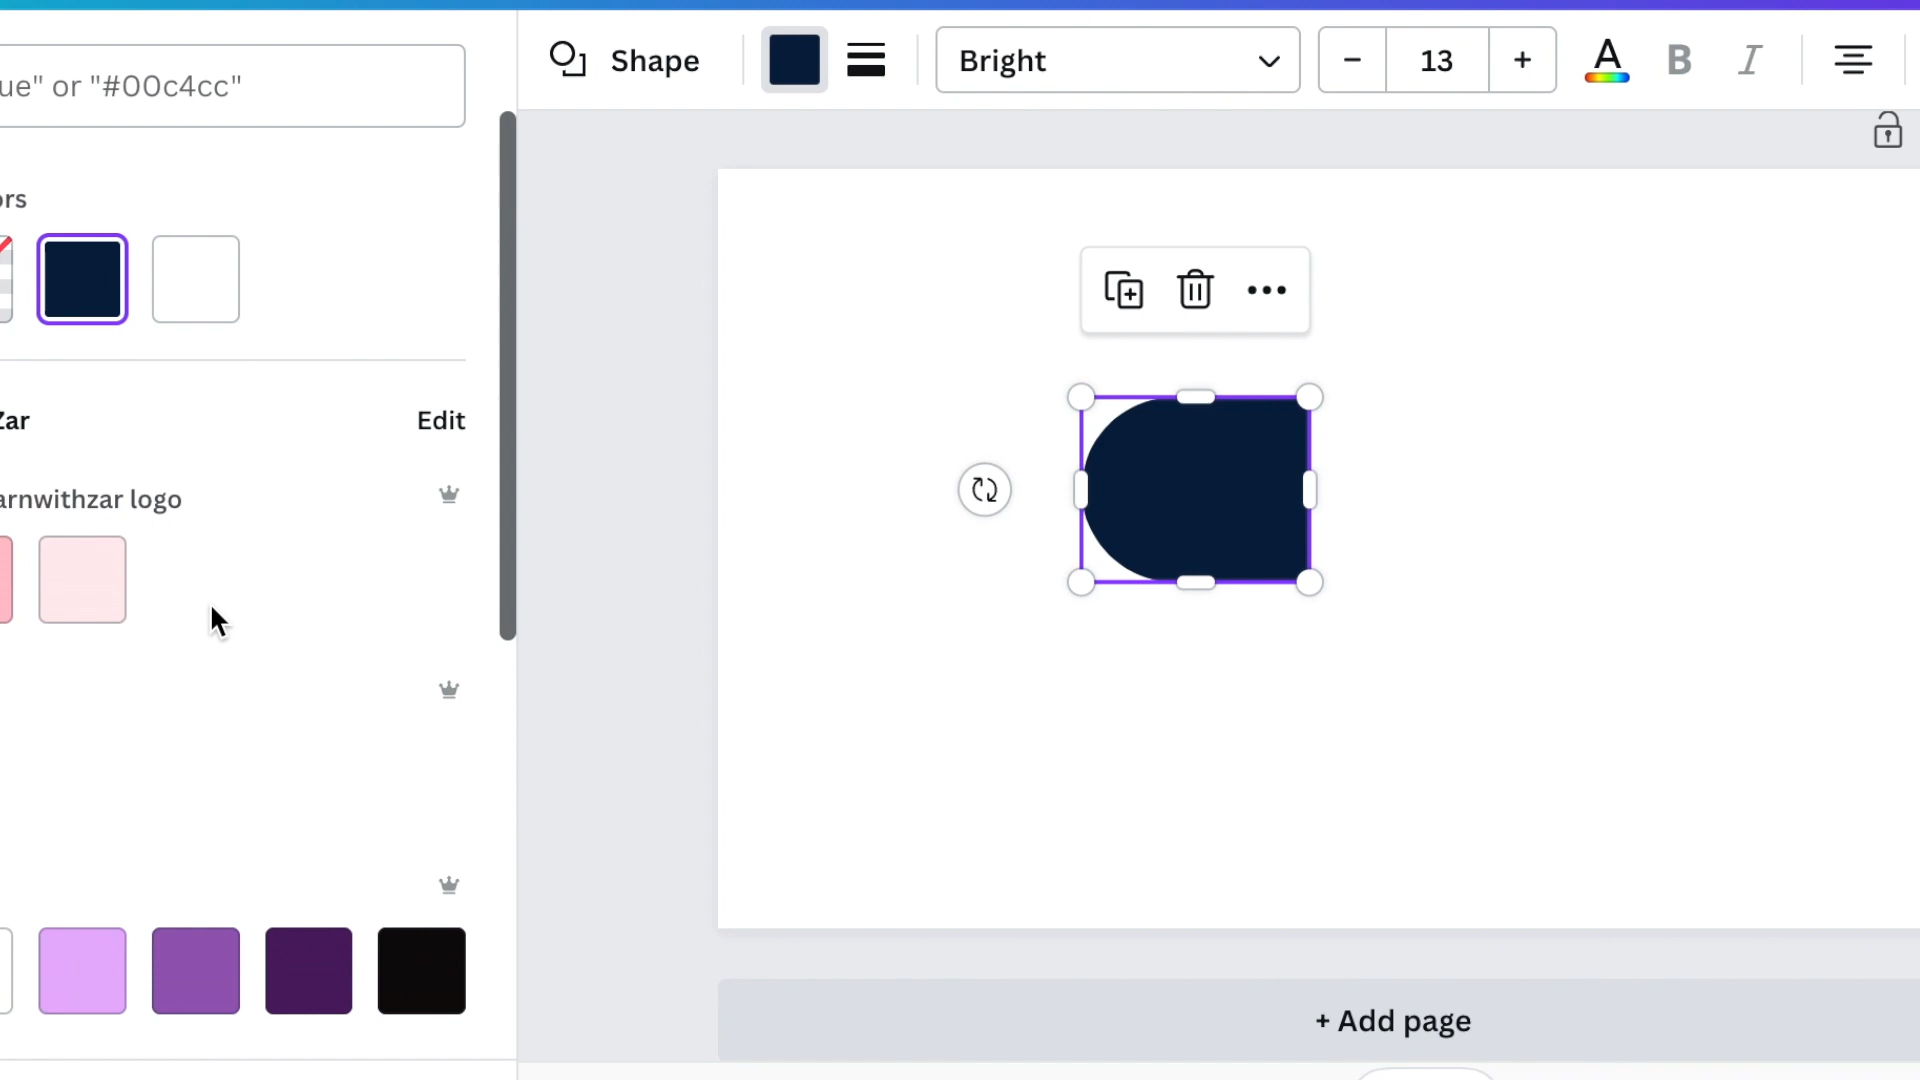 ue" or "#00c4cc"
Shape
Bright
13
A
B
I
ors
Zar
Edit
arnwithzar logo
+ Add page